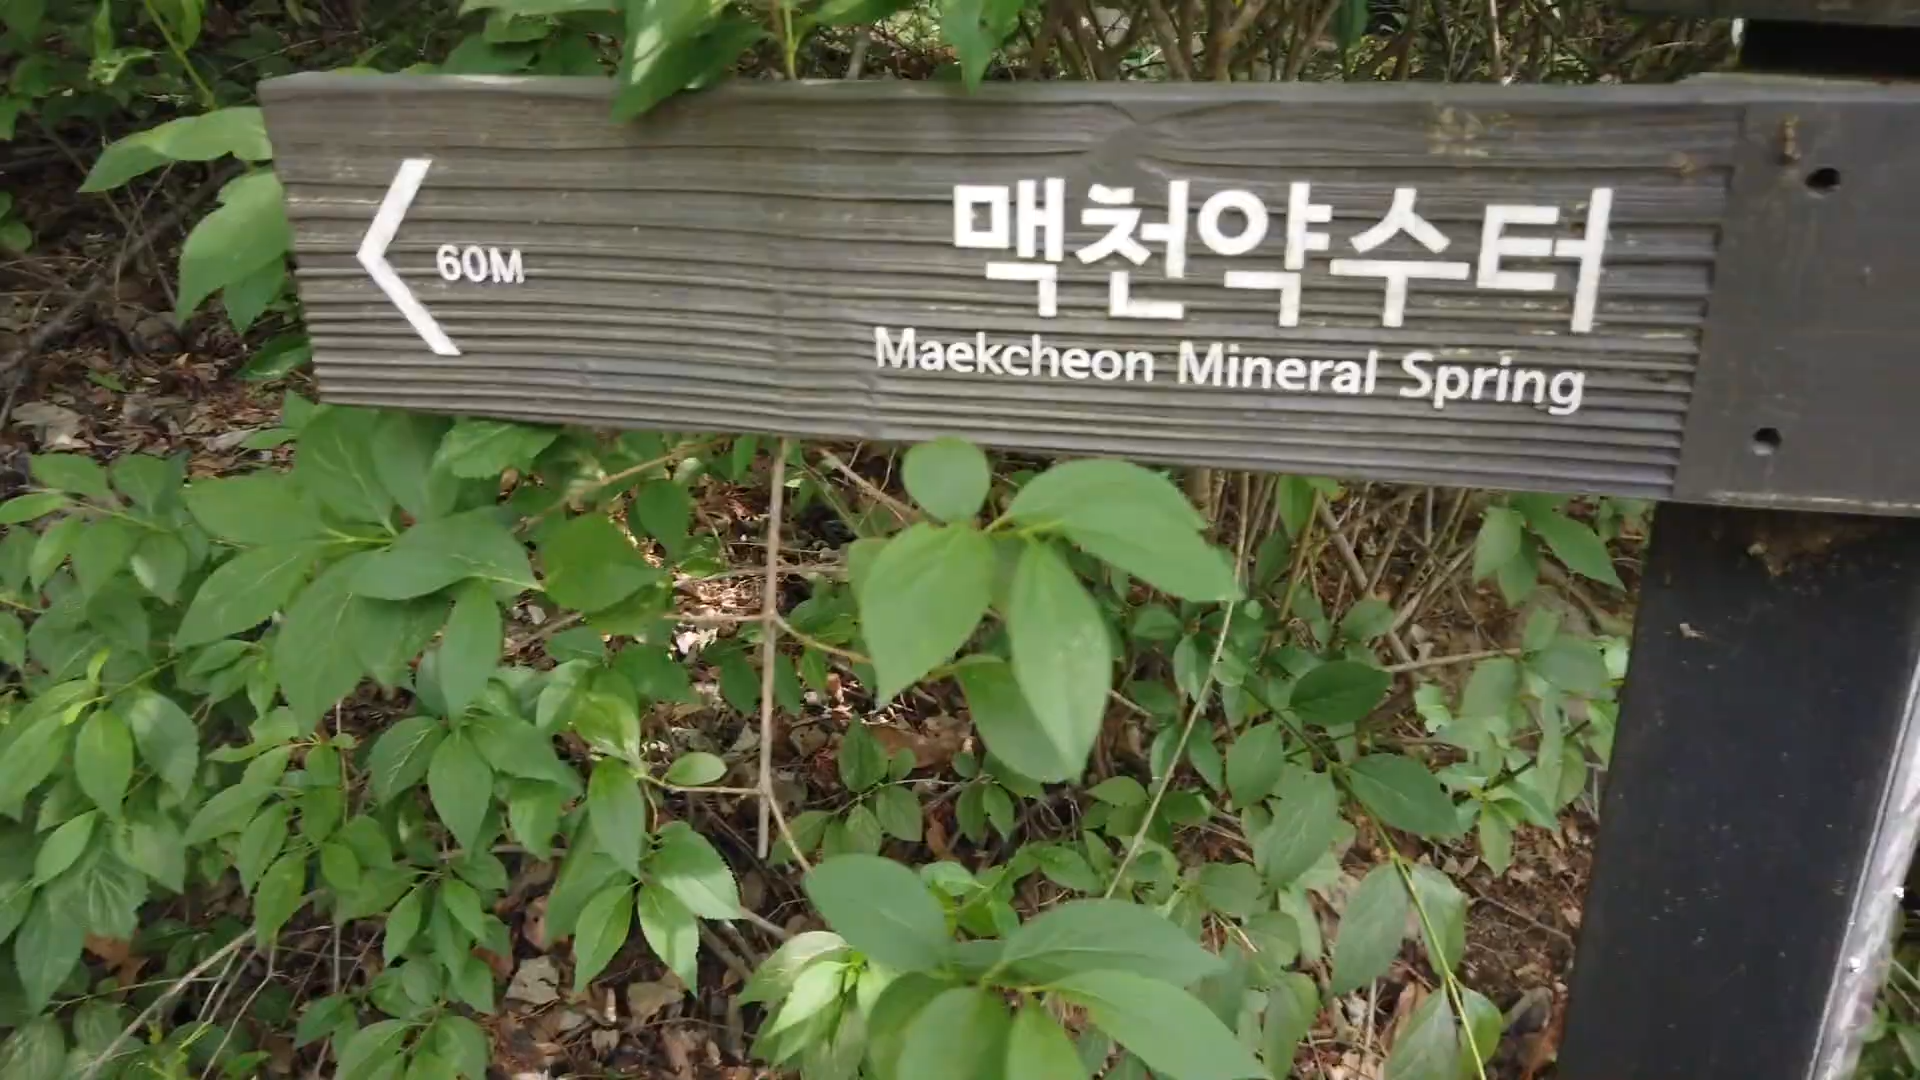 60M
맥천약수터
Maekcheon Mineral Spring